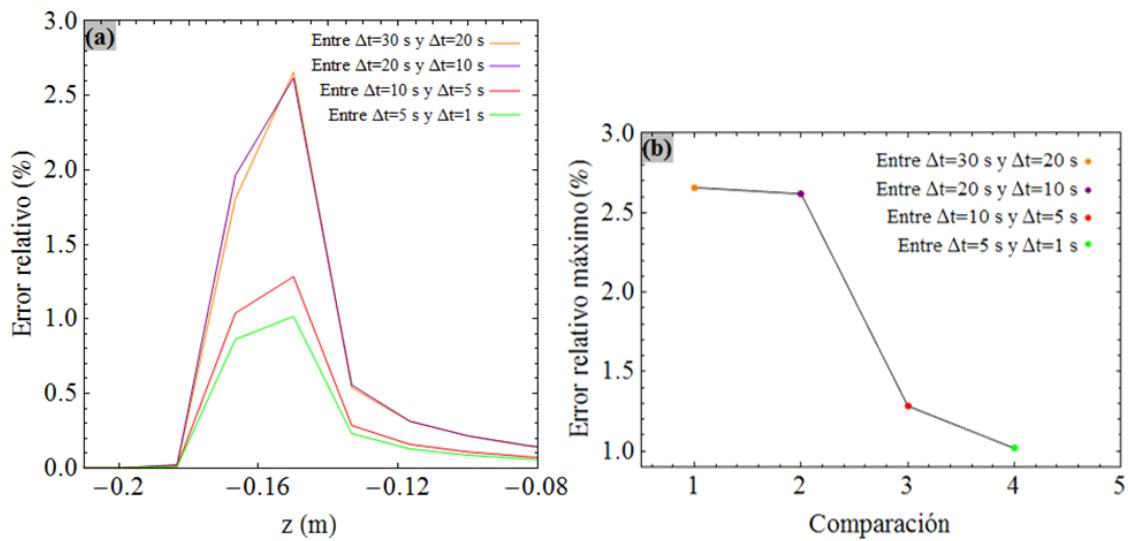 (a)
Entre Δt=30 s y Δt=20 s
Entre Δt=20 s y Δt=10 s
Entre Δt=10 s y Δt=5 s
Entre Δt=5 s y Δt=1 s
Error relativo (%)
3.0
2.5
2.0
1.5
1.0
0.5
0.0
−0.2
−0.16
−0.12
−0.08
z (m)
(b)
Entre Δt=30 s y Δt=20 s
Entre Δt=20 s y Δt=10 s
Entre Δt=10 s y Δt=5 s
Entre Δt=5 s y Δt=1 s
Error relativo máximo (%)
3.0
2.5
2.0
1.5
1.0
1
2
3
4
5
Comparación